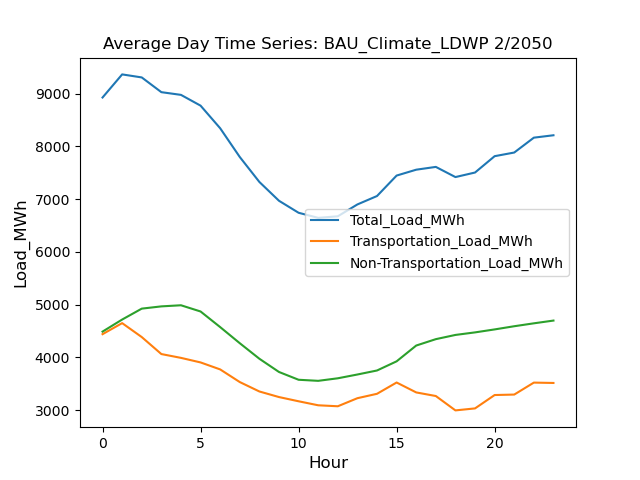 Average Day Time Series: BAU_Climate_LDWP 2/2050
Load_MWh
9000
8000
7000
6000
5000
4000
3000
Total_Load_MWh
Transportation_Load_MWh
Non-Transportation_Load_MWh
0 5 10 15 20
Hour